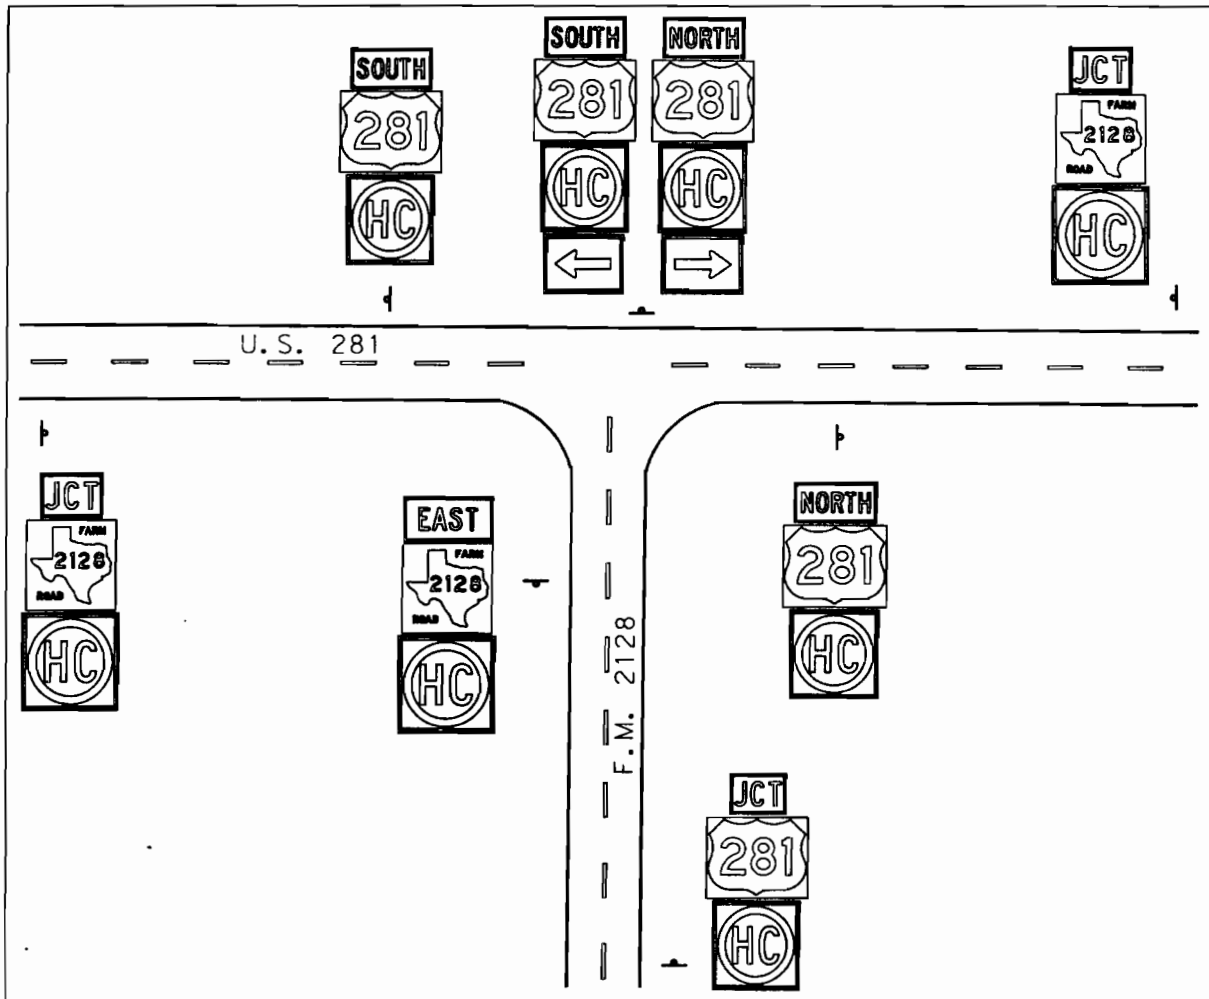 SOUTH
281
HC
SOUTH
281
HC
NORTH
281
HC
JCT
FARM
2128
ROAD
HC
U.S. 281
JCT
FARM
2128
ROAD
HC
EAST
FARM
2128
ROAD
HC
F.M. 2128
NORTH
281
HC
JCT
281
HC